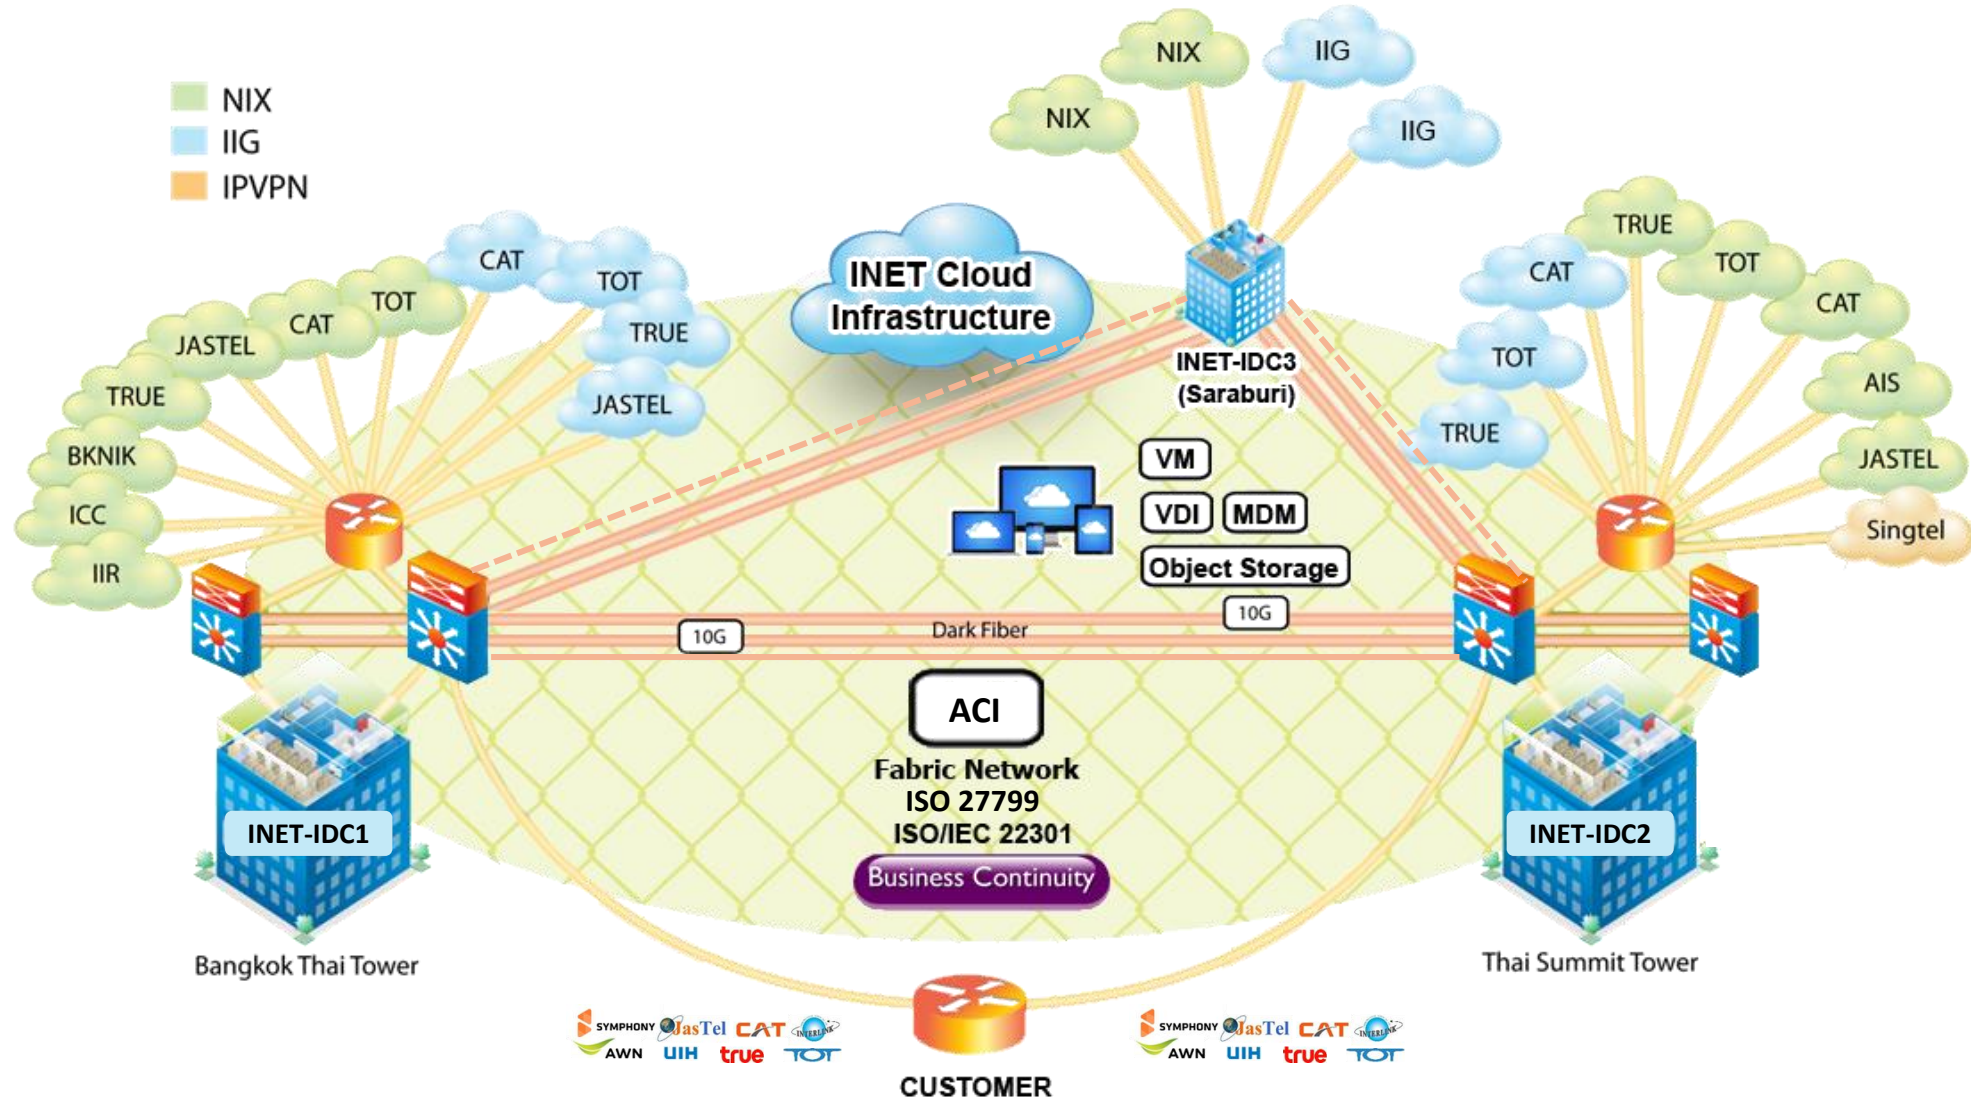 NIX
IIG
IPVPN
NIX
NIX
IIG
IIG
INET Cloud
Infrastructure
INET-IDC3
(Saraburi)
IIR
ICC
BKNIK
TRUE
JASTEL
CAT
TOT
CAT
TOT
TRUE
JASTEL
TRUE
TOT
CAT
TRUE
TOT
CAT
AIS
JASTEL
Singtel
VM
VDI MDM
Object Storage
10G
10G
Dark Fiber
ACI
Fabric Network
ISO 27799
ISO/IEC 22301
Business Continuity
INET-IDC1
INET-IDC2
Bangkok Thai Tower
Thai Summit Tower
SYMPHONY JasTel CAT INTERLINK
AWN UIH true TOT
SYMPHONY JasTel CAT INTERLINK
AWN UIH true TOT
CUSTOMER